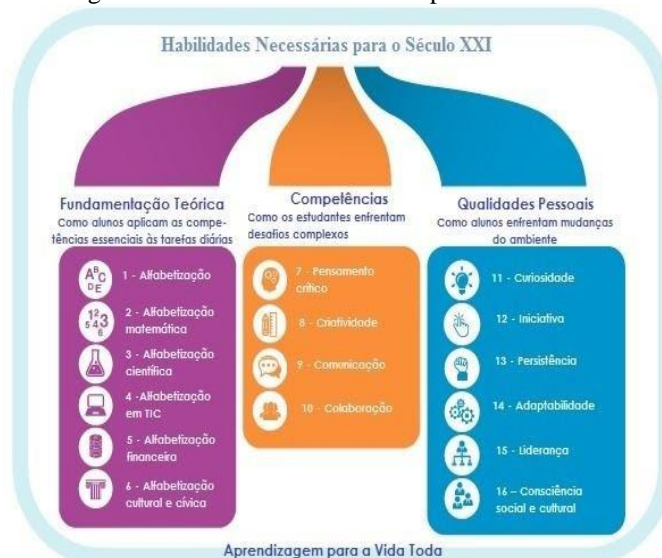 Habilidades Necessárias para o Século XXI
Fundamentação Teórica
Como alunos aplicam as compe-
tências essenciais às tarefas diárias
1 - Alfabetização
2 - Alfabetização
matemática
3 - Alfabetização
científica
4 -Alfabetização
em TIC
5 - Alfabetização
financeira
6 - Alfabetização
cultural e cívica
Competências
Como os estudantes enfrentam
desafios complexos
7 - Pensamento
crítico
8 - Criatividade
9 - Comunicação
10 - Colaboração
Qualidades Pessoais
Como alunos enfrentam mudanças
do ambiente
11 - Curiosidade
12 - Iniciativa
13 - Persistência
14 - Adaptabilidade
15 - Liderança
16 – Consciência
social e cultural
Aprendizagem para a Vida Toda